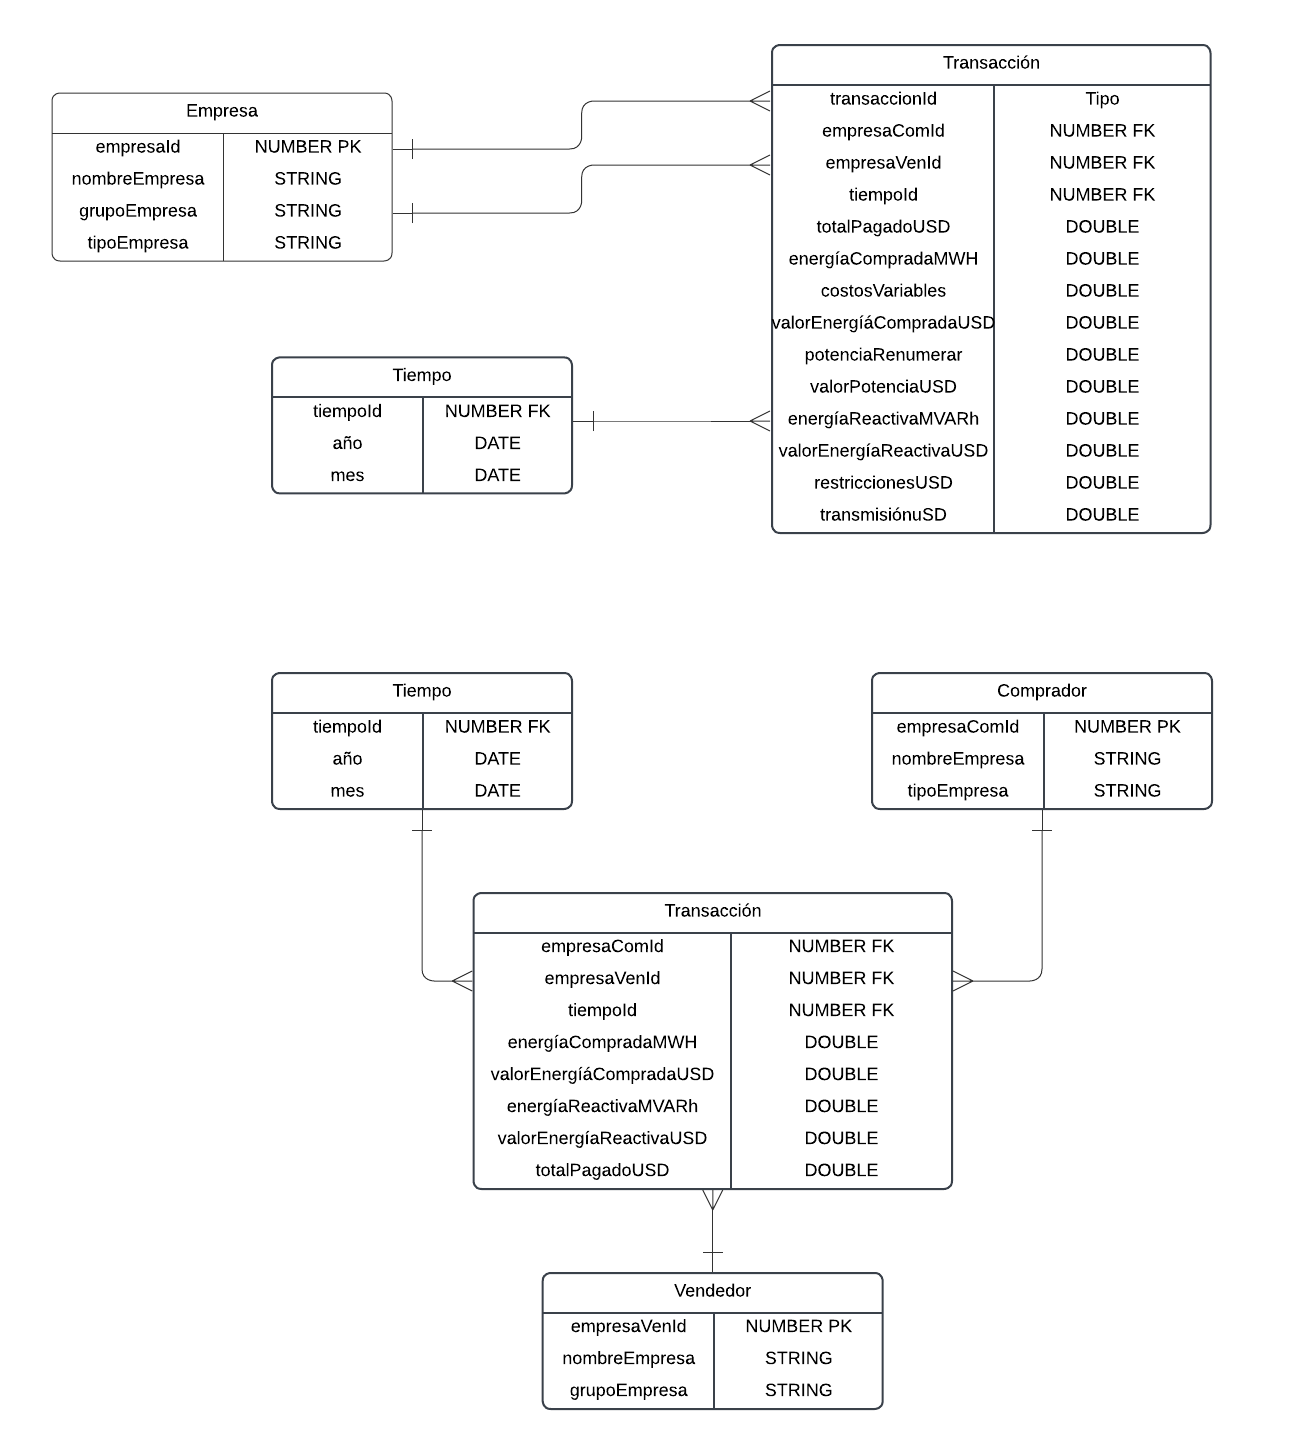 Transacción
transaccionId Tipo
empresaComId NUMBER FK
empresaVenId NUMBER FK
tiempoId NUMBER FK
totalPagadoUSD DOUBLE
energíaCompradaMWH DOUBLE
costosVariables DOUBLE
valorEnergíáCompradaUSD DOUBLE
potenciaRenumerar DOUBLE
valorPotenciaUSD DOUBLE
energíaReactivaMVARh DOUBLE
valorEnergíaReactivaUSD DOUBLE
restriccionesUSD DOUBLE
transmisiónuSD DOUBLE
Empresa
empresaId NUMBER PK
nombreEmpresa STRING
grupoEmpresa STRING
tipoEmpresa STRING
Tiempo
tiempoId NUMBER FK
año DATE
mes DATE
Tiempo
tiempoId NUMBER FK
año DATE
mes DATE
Comprador
empresaComId NUMBER PK
nombreEmpresa STRING
tipoEmpresa STRING
Transacción
empresaComId NUMBER FK
empresaVenId NUMBER FK
tiempoId NUMBER FK
energíaCompradaMWH DOUBLE
valorEnergíáCompradaUSD DOUBLE
energíaReactivaMVARh DOUBLE
valorEnergíaReactivaUSD DOUBLE
totalPagadoUSD DOUBLE
Vendedor
empresaVenId NUMBER PK
nombreEmpresa STRING
grupoEmpresa STRING